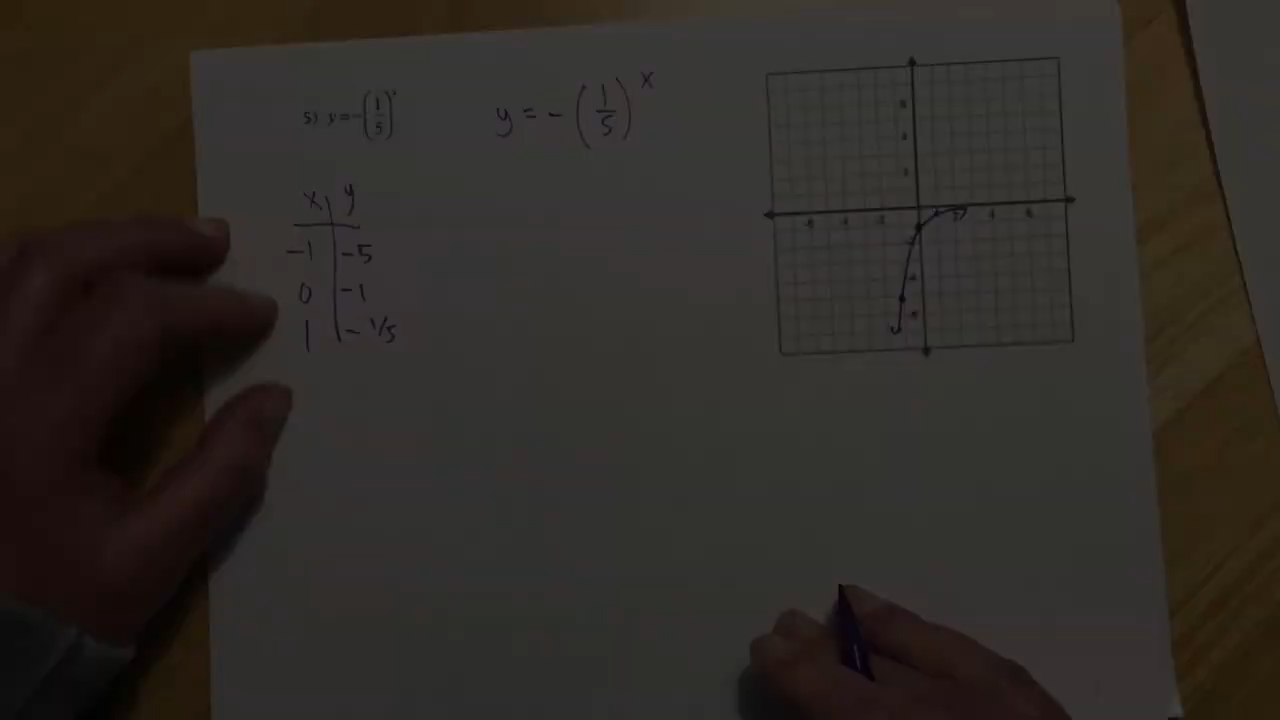 5) y = -(1/5)^x
y = -(1/5)^x
x y
-1 -5
0 -1
1 -1/5